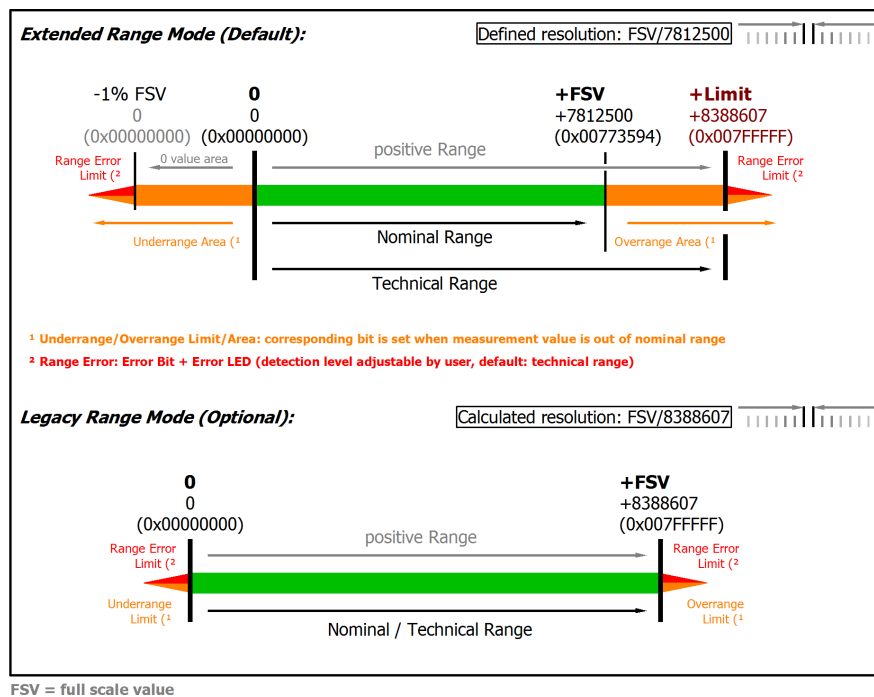 Extended Range Mode (Default):
Defined resolution: FSV/7812500
-1% FSV
0
(0x00000000)
0
0
(0x00000000)
+FSV
+7812500
(0x00773594)
+Limit
+8388607
(0x007FFFFF)
Range Error
Limit (²
0 value area
positive Range
Range Error
Limit (²
Underrange Area (¹
Nominal Range
Overrange Area (¹
Technical Range
¹ Underrange/Overrange Limit/Area: corresponding bit is set when measurement value is out of nominal range
² Range Error: Error Bit + Error LED (detection level adjustable by user, default: technical range)
Legacy Range Mode (Optional):
Calculated resolution: FSV/8388607
0
0
(0x00000000)
+FSV
+8388607
(0x007FFFFF)
positive Range
Range Error
Limit (²
Range Error
Limit (²
Underrange
Limit (¹
Overrange
Limit (¹
Nominal / Technical Range
FSV = full scale value